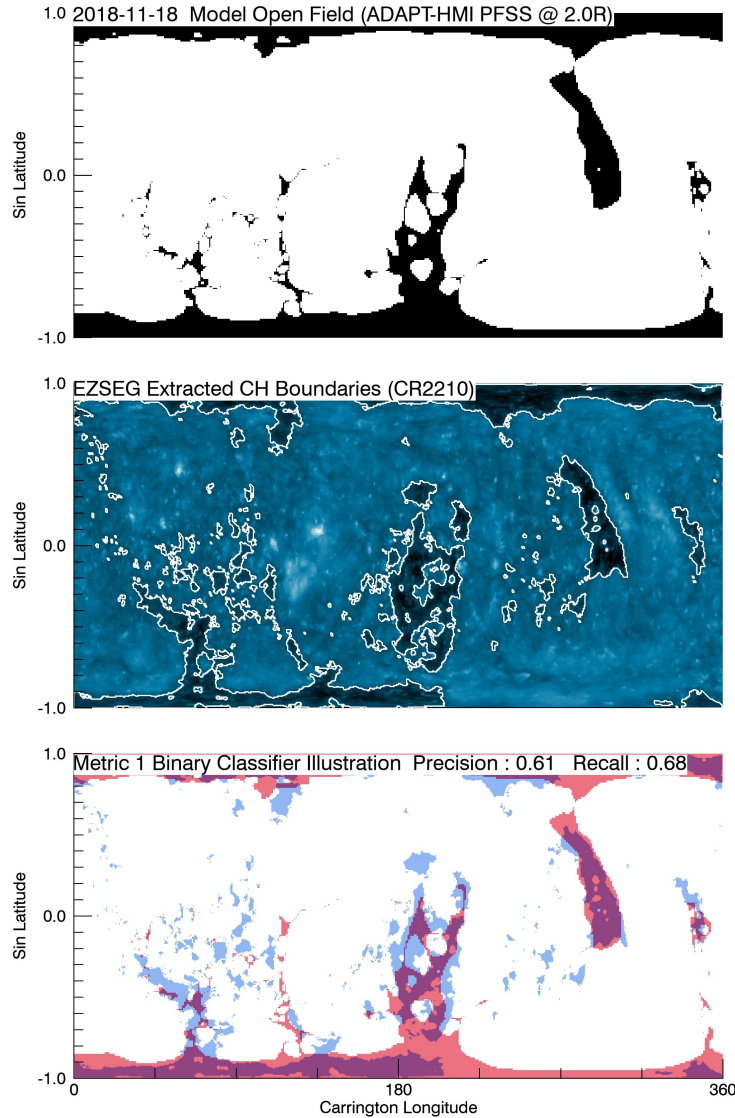 2018-11-18  Model Open Field (ADAPT-HMI PFSS @ 2.0R)
Sin Latitude
0.0
-1.0
1.0
EZSEG Extracted CH Boundaries (CR2210)
Sin Latitude
0.0
-1.0
1.0
Metric 1 Binary Classifier Illustration  Precision : 0.61   Recall : 0.68
Sin Latitude
0.0
-1.0
0
180
360
Carrington Longitude
1.0